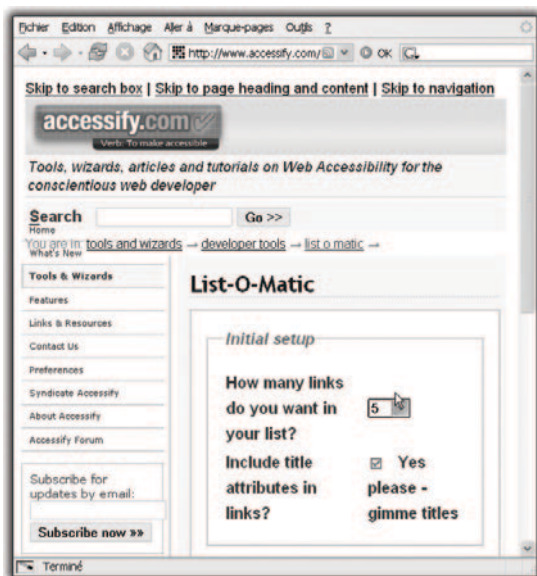 Fichier Edition Affichage Aller à Marque-pages Outils ?
http://www.accessify.com/ OK G
Skip to search box | Skip to page heading and content | Skip to navigation
accessify.com
Verb: To make accessible
Tools, wizards, articles and tutorials on Web Accessibility for the
conscientious web developer
Search Go >>
Home
You are in: tools and wizards → developer tools → list o matic →
What's New
Tools & Wizards
Features
Links & Resources
Contact Us
Preferences
Syndicate Accessify
About Accessify
Accessify Forum
Subscribe for
updates by email:
Subscribe now »»
List-O-Matic
Initial setup
How many links
do you want in 5
your list?
Include title Yes
attributes in please -
links? gimme titles
Terminé